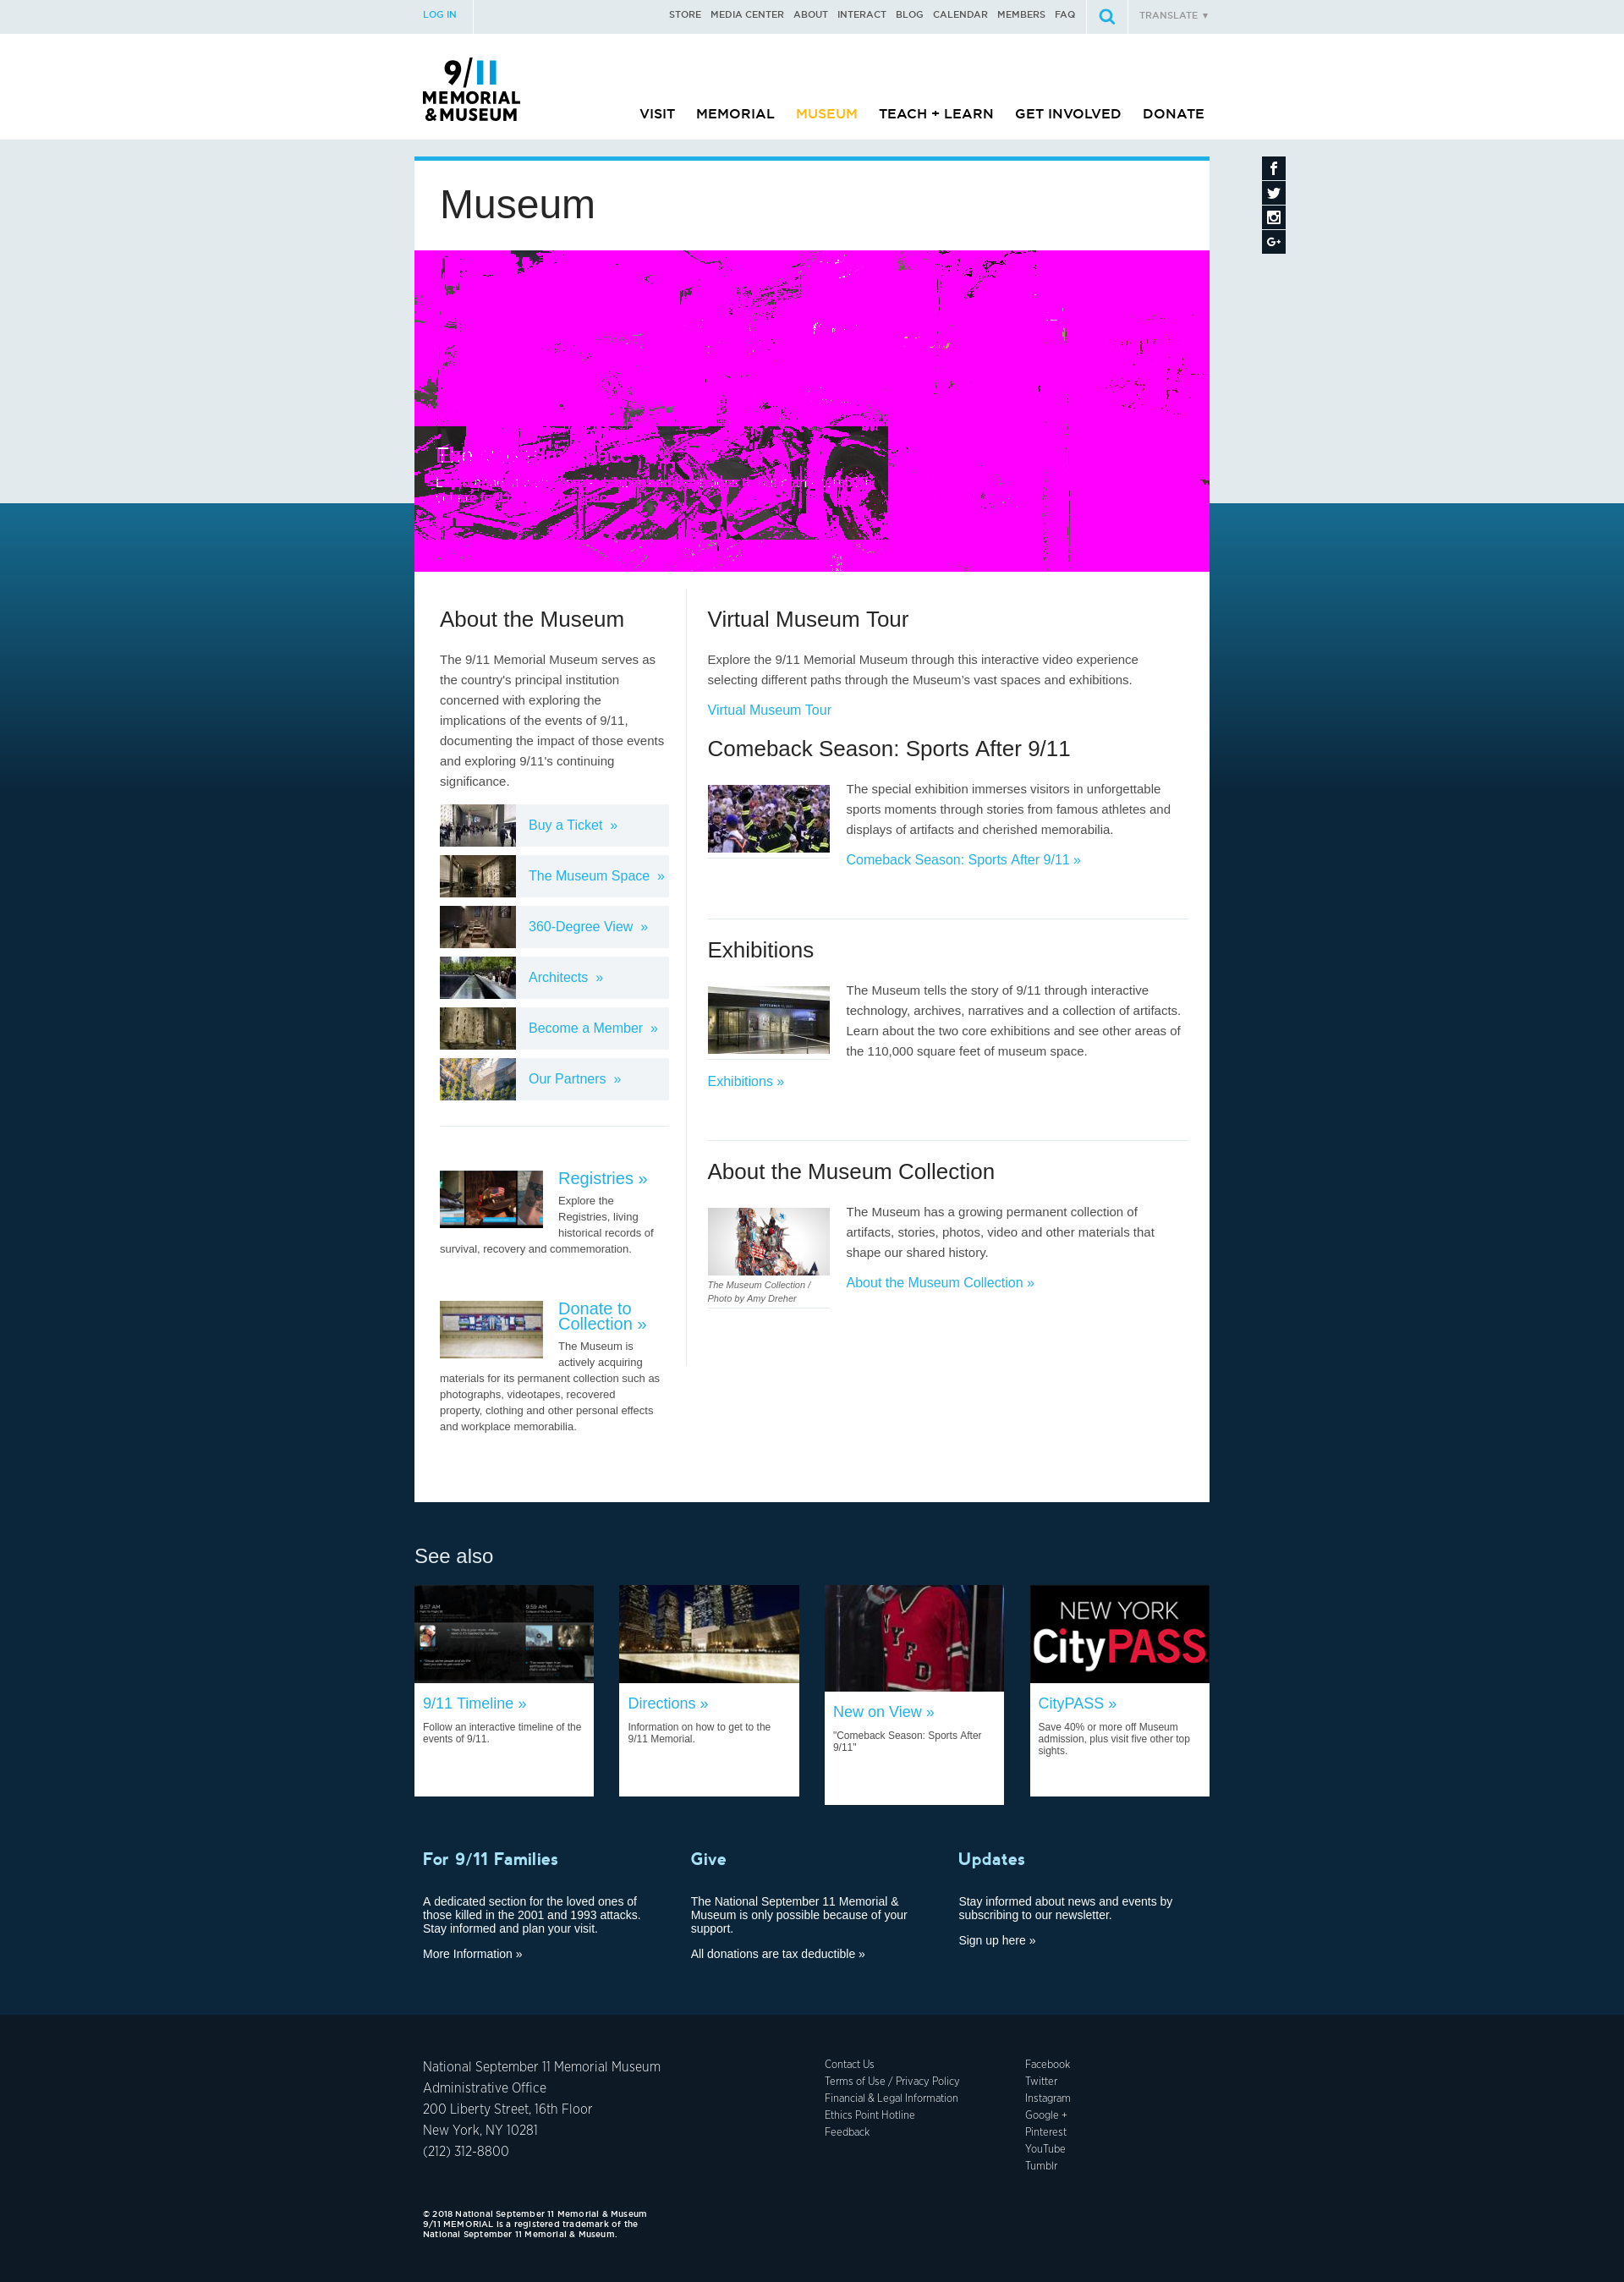 LOG IN
STORE MEDIA CENTER ABOUT INTERACT BLOG CALENDAR MEMBERS FAQ
TRANSLATE ▼
9/11
MEMORIAL
& MUSEUM
VISIT MEMORIAL MUSEUM TEACH + LEARN GET INVOLVED DONATE
Museum
About the Museum
The 9/11 Memorial Museum serves as
the country's principal institution
concerned with exploring the
implications of the events of 9/11,
documenting the impact of those events
and exploring 9/11's continuing
significance.
Buy a Ticket »
The Museum Space »
360-Degree View »
Architects »
Become a Member »
Our Partners »
Registries »
Explore the
Registries, living
historical records of
survival, recovery and commemoration.
Donate to
Collection »
The Museum is
actively acquiring
materials for its permanent collection such as
photographs, videotapes, recovered
property, clothing and other personal effects
and workplace memorabilia.
Virtual Museum Tour
Explore the 9/11 Memorial Museum through this interactive video experience
selecting different paths through the Museum's vast spaces and exhibitions.
Virtual Museum Tour
Comeback Season: Sports After 9/11
The special exhibition immerses visitors in unforgettable
sports moments through stories from famous athletes and
displays of artifacts and cherished memorabilia.
Comeback Season: Sports After 9/11 »
Exhibitions
The Museum tells the story of 9/11 through interactive
technology, archives, narratives and a collection of artifacts.
Learn about the two core exhibitions and see other areas of
the 110,000 square feet of museum space.
Exhibitions »
About the Museum Collection
The Museum has a growing permanent collection of
artifacts, stories, photos, video and other materials that
shape our shared history.
The Museum Collection /
Photo by Amy Dreher
About the Museum Collection »
See also
9:57 AM
9:59 AM
NYFD
NEW YORK
CityPASS
9/11 Timeline »
Follow an interactive timeline of the
events of 9/11.
Directions »
Information on how to get to the
9/11 Memorial.
New on View »
"Comeback Season: Sports After
9/11"
CityPASS »
Save 40% or more off Museum
admission, plus visit five other top
sights.
For 9/11 Families
A dedicated section for the loved ones of
those killed in the 2001 and 1993 attacks.
Stay informed and plan your visit.
More Information »
Give
The National September 11 Memorial &
Museum is only possible because of your
support.
All donations are tax deductible »
Updates
Stay informed about news and events by
subscribing to our newsletter.
Sign up here »
National September 11 Memorial Museum
Administrative Office
200 Liberty Street, 16th Floor
New York, NY 10281
(212) 312-8800
Contact Us
Terms of Use / Privacy Policy
Financial & Legal Information
Ethics Point Hotline
Feedback
Facebook
Twitter
Instagram
Google +
Pinterest
YouTube
Tumblr
© 2018 National September 11 Memorial & Museum
9/11 MEMORIAL is a registered trademark of the
National September 11 Memorial & Museum.